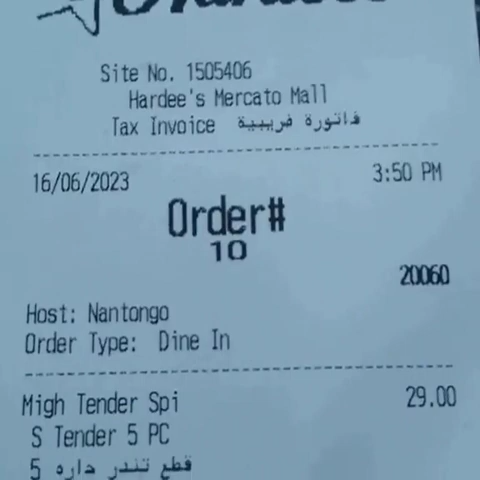 Site No. 1505406
Hardee's Mercato Mall
Tax Invoice فاتورة ضريبية
16/06/2023 3:50 PM
Order#
10
20060
Host: Nantongo
Order Type: Dine In
Migh Tender Spi 29.00
S Tender 5 PC
5 قطع تندر حاره